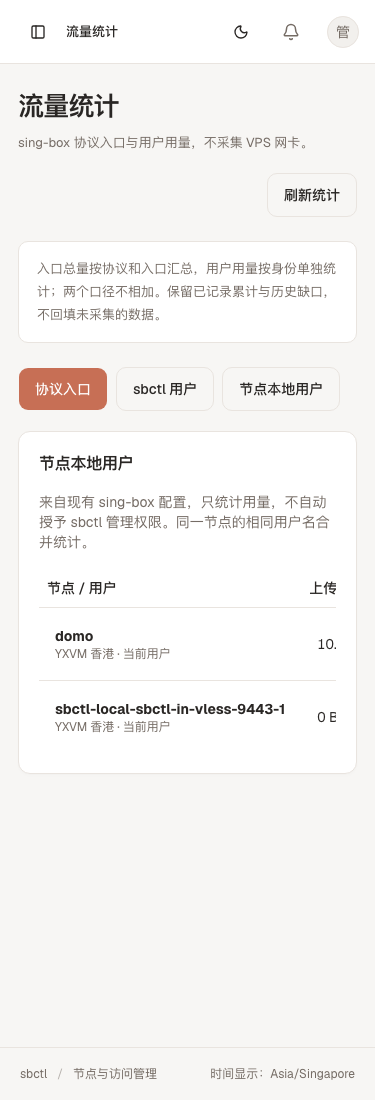 流量统计
管
流量统计
sing-box 协议入口与用户用量，不采集 VPS 网卡。
刷新统计
入口总量按协议和入口汇总，用户用量按身份单独统
计；两个口径不相加。保留已记录累计与历史缺口，
不回填未采集的数据。
协议入口
sbctl 用户
节点本地用户
节点本地用户
来自现有 sing-box 配置，只统计用量，不自动
授予 sbctl 管理权限。同一节点的相同用户名合
并统计。
节点 / 用户
上传
domo
10.
YXVM 香港 · 当前用户
sbctl-local-sbctl-in-vless-9443-1
0 B
YXVM 香港 · 当前用户
sbctl / 节点与访问管理
时间显示：Asia/Singapore